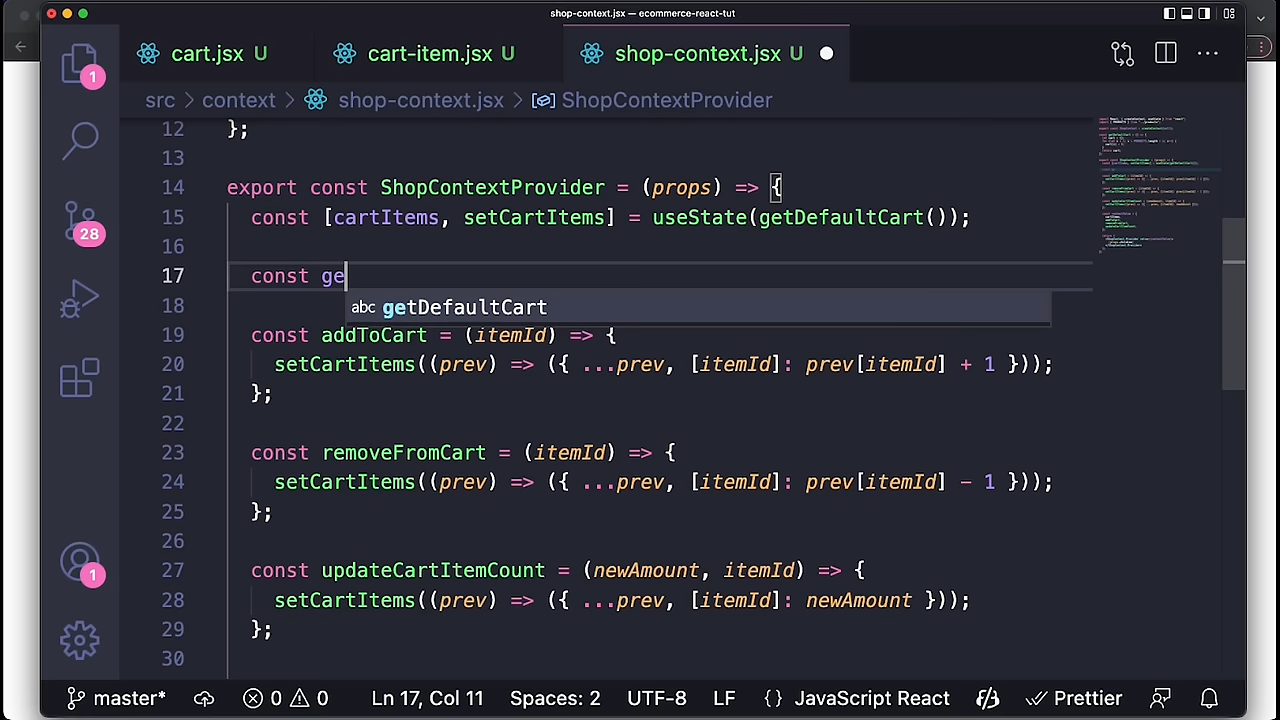 shop-context.jsx — ecommerce-react-tut
cart.jsx U
cart-item.jsx U
shop-context.jsx U
src > context > shop-context.jsx > ShopContextProvider
12 };
13
14 export const ShopContextProvider = (props) => {
15 const [cartItems, setCartItems] = useState(getDefaultCart());
16
17 const ge
abc getDefaultCart
18
19 const addToCart = (itemId) => {
20 setCartItems((prev) => ({ ...prev, [itemId]: prev[itemId] + 1 }));
21 };
22
23 const removeFromCart = (itemId) => {
24 setCartItems((prev) => ({ ...prev, [itemId]: prev[itemId] - 1 }));
25 };
26
27 const updateCartItemCount = (newAmount, itemId) => {
28 setCartItems((prev) => ({ ...prev, [itemId]: newAmount }));
29 };
30
1
28
1
master* 0 0 Ln 17, Col 11 Spaces: 2 UTF-8 LF {} JavaScript React Prettier